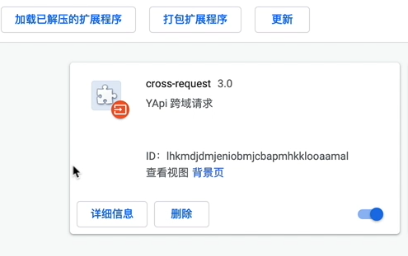 加载已解压的扩展程序 打包扩展程序 更新
cross-request 3.0
YApi 跨域请求
ID: lhkmdjdmjeniobmjcbapmhkklooaamal
查看视图 背景页
详细信息 删除